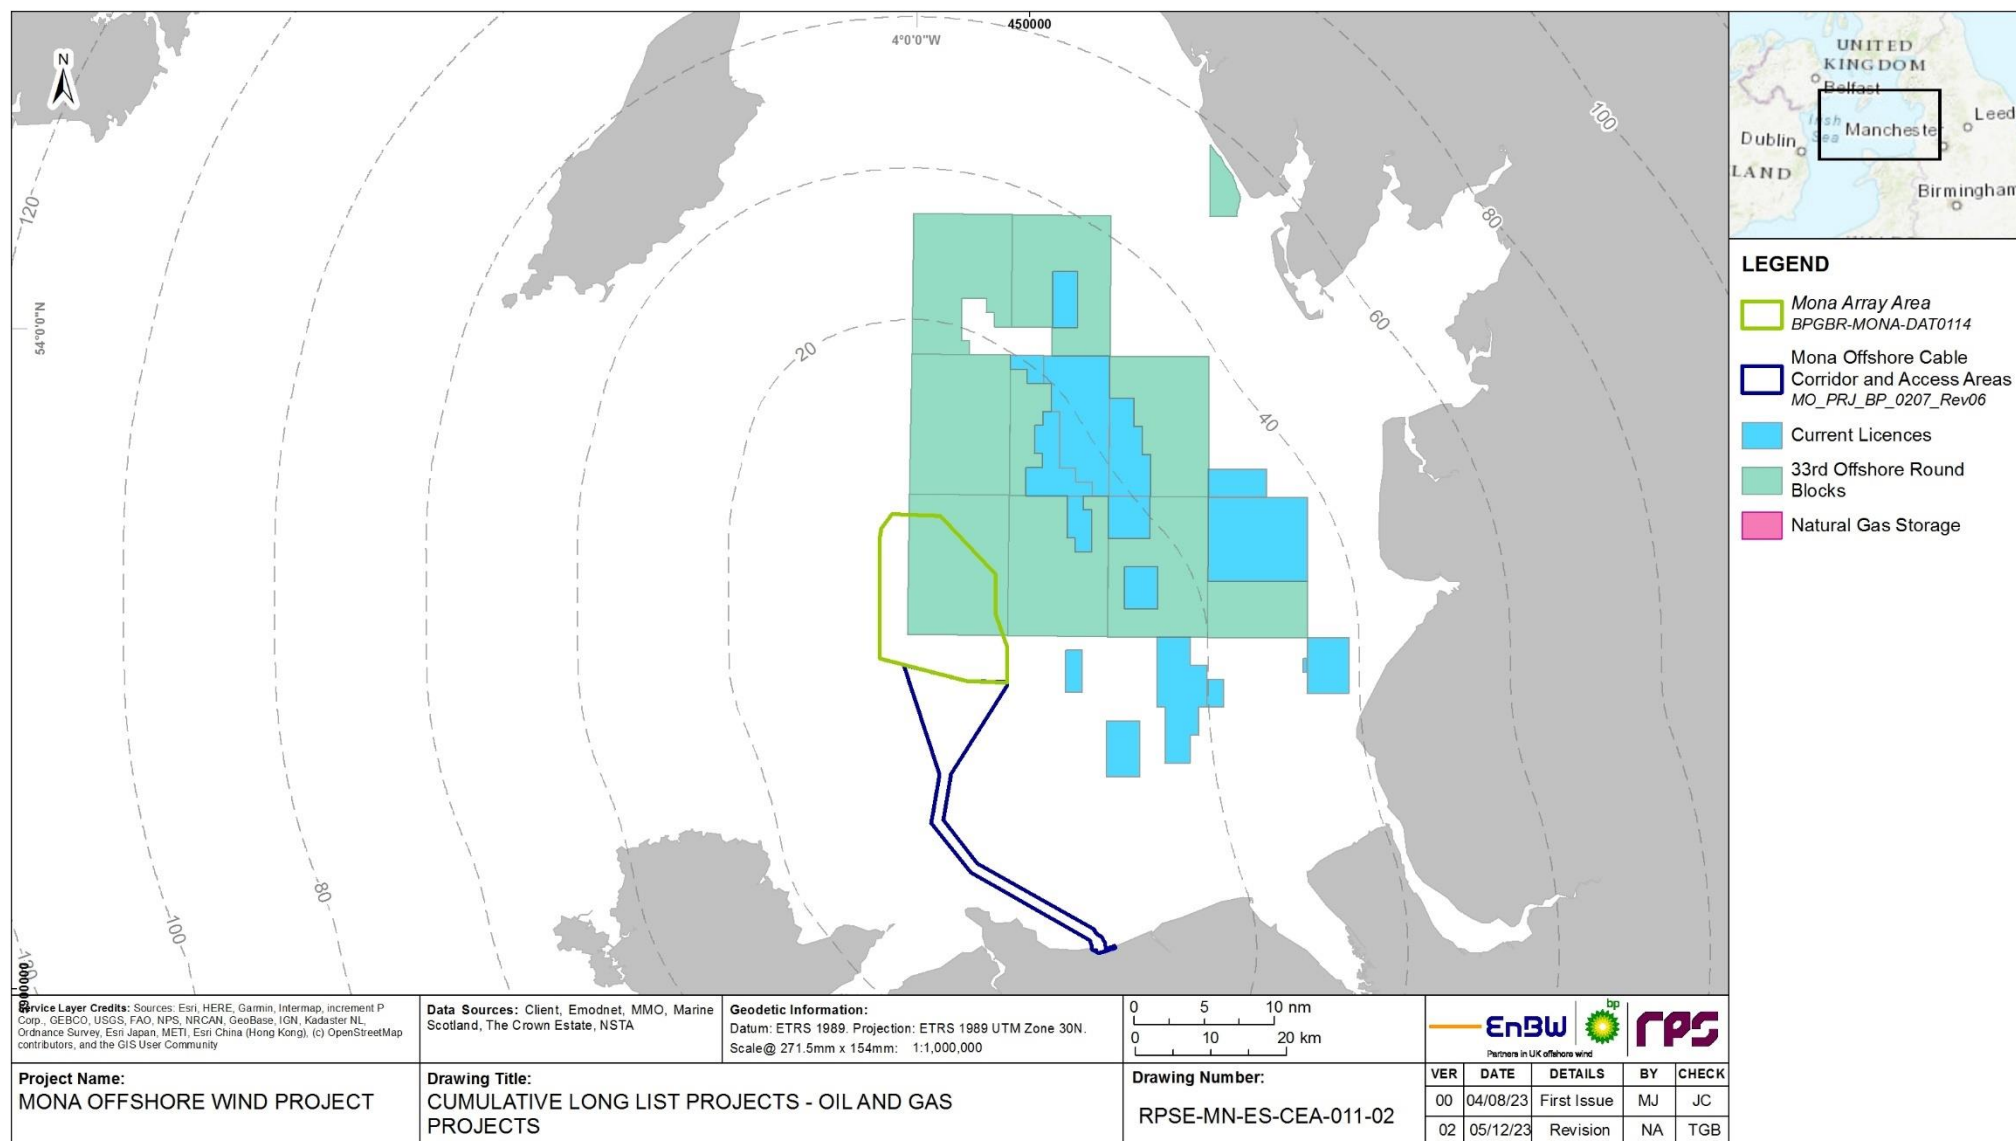 450000
4°0'0"W
N
54°0'0"N
5900000
120
100
80
60
40
20
80
100
120
UNITED
KINGDOM
Belfast
Irish
Sea
Manchester
Leed
Dublin
LAND
Birmingham
LEGEND
Mona Array Area
BPGBR-MONA-DAT0114
Mona Offshore Cable
Corridor and Access Areas
MO_PRJ_BP_0207_Rev06
Current Licences
33rd Offshore Round
Blocks
Natural Gas Storage
Service Layer Credits: Sources: Esri, HERE, Garmin, Intermap, increment P
Corp., GEBCO, USGS, FAO, NPS, NRCAN, GeoBase, IGN, Kadaster NL,
Ordnance Survey, Esri Japan, METI, Esri China (Hong Kong), (c) OpenStreetMap
contributors, and the GIS User Community
Data Sources: Client, Emodnet, MMO, Marine
Scotland, The Crown Estate, NSTA
Geodetic Information:
Datum: ETRS 1989. Projection: ETRS 1989 UTM Zone 30N.
Scale@ 271.5mm x 154mm: 1:1,000,000
0 5 10 nm
0 10 20 km
EnBW
bp
rps
Partners in UK offshore wind
Project Name:
MONA OFFSHORE WIND PROJECT
Drawing Title:
CUMULATIVE LONG LIST PROJECTS - OIL AND GAS
PROJECTS
Drawing Number:
RPSE-MN-ES-CEA-011-02
VER DATE DETAILS BY CHECK
00 04/08/23 First Issue MJ JC
02 05/12/23 Revision NA TGB